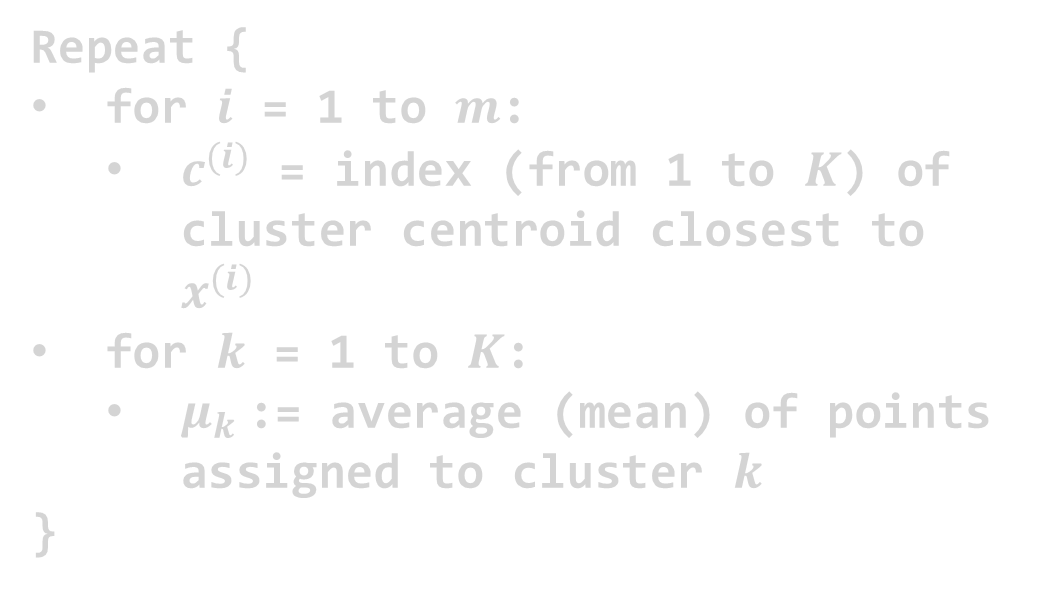 Repeat {
• for i = 1 to m:
• c⁽ⁱ⁾ = index (from 1 to K) of
cluster centroid closest to
x⁽ⁱ⁾
• for k = 1 to K:
• μₖ := average (mean) of points
assigned to cluster k
}